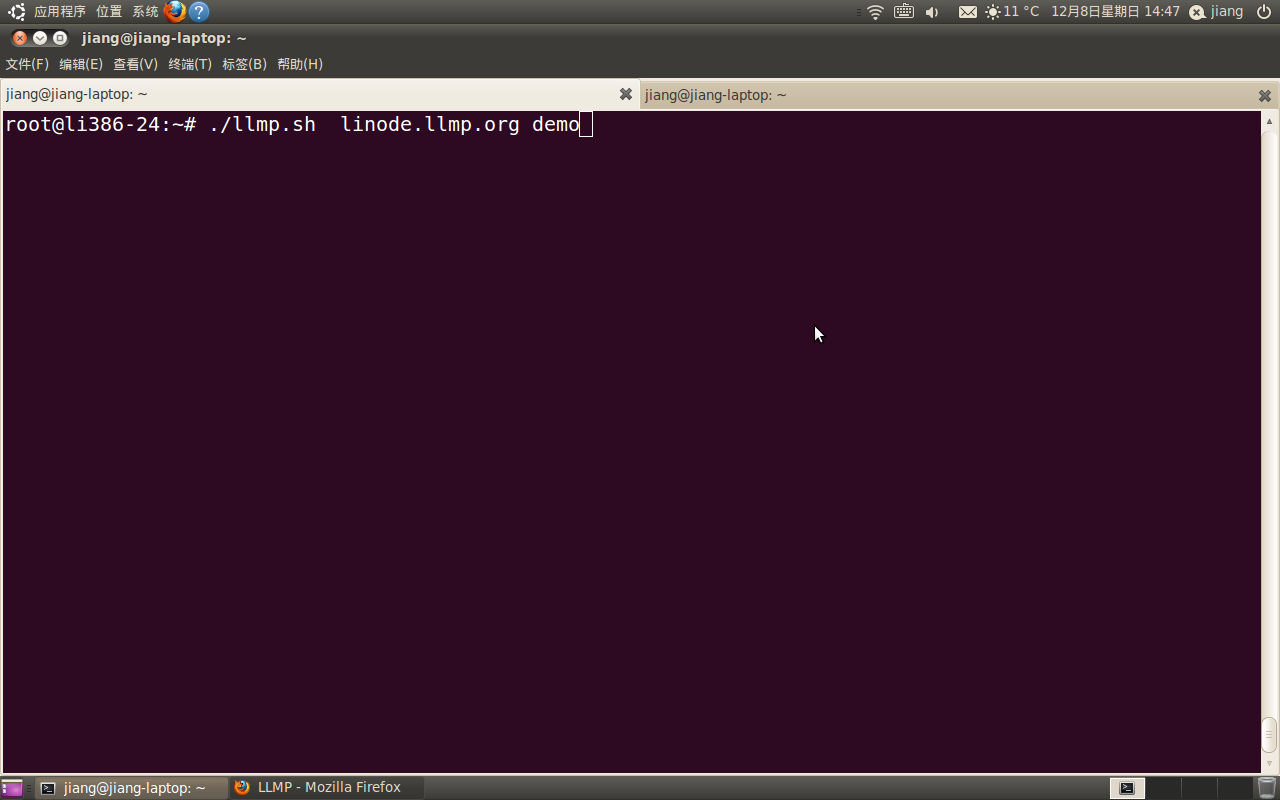 应用程序 位置 系统 ? 11 °C 12月8日星期日 14:47 jiang
jiang@jiang-laptop: ~
文件(F) 编辑(E) 查看(V) 终端(T) 标签(B) 帮助(H)
jiang@jiang-laptop: ~ jiang@jiang-laptop: ~
root@li386-24:~# ./llmp.sh  linode.llmp.org demo
jiang@jiang-laptop: ~ LLMP - Mozilla Firefox